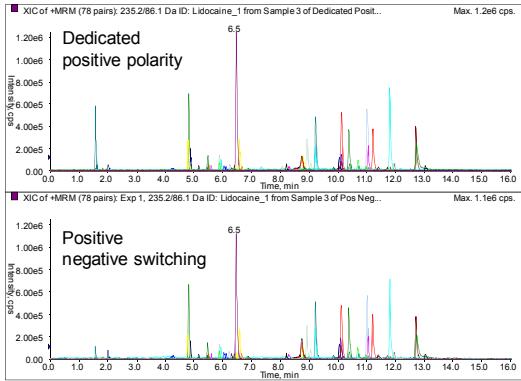 XIC of +MRM (78 pairs): 235.2/86.1 Da ID: Lidocaine_1 from Sample 3 of Dedicated Posit... Max. 1.2e6 cps.
Dedicated
positive polarity
6.5
Intensity, cps
1.20e6
1.00e6
8.00e5
6.00e5
4.00e5
2.00e5
0.00
0.0 1.0 2.0 3.0 4.0 5.0 6.0 7.0 8.0 9.0 10.0 11.0 12.0 13.0 14.0 15.0 16.0
Time, min
XIC of +MRM (78 pairs): Exp 1, 235.2/86.1 Da ID: Lidocaine_1 from Sample 3 of Pos Neg... Max. 1.1e6 cps.
Positive
negative switching
6.5
Intensity, cps
1.20e6
1.00e6
8.00e5
6.00e5
4.00e5
2.00e5
0.00
0.0 1.0 2.0 3.0 4.0 5.0 6.0 7.0 8.0 9.0 10.0 11.0 12.0 13.0 14.0 15.0 16.0
Time, min